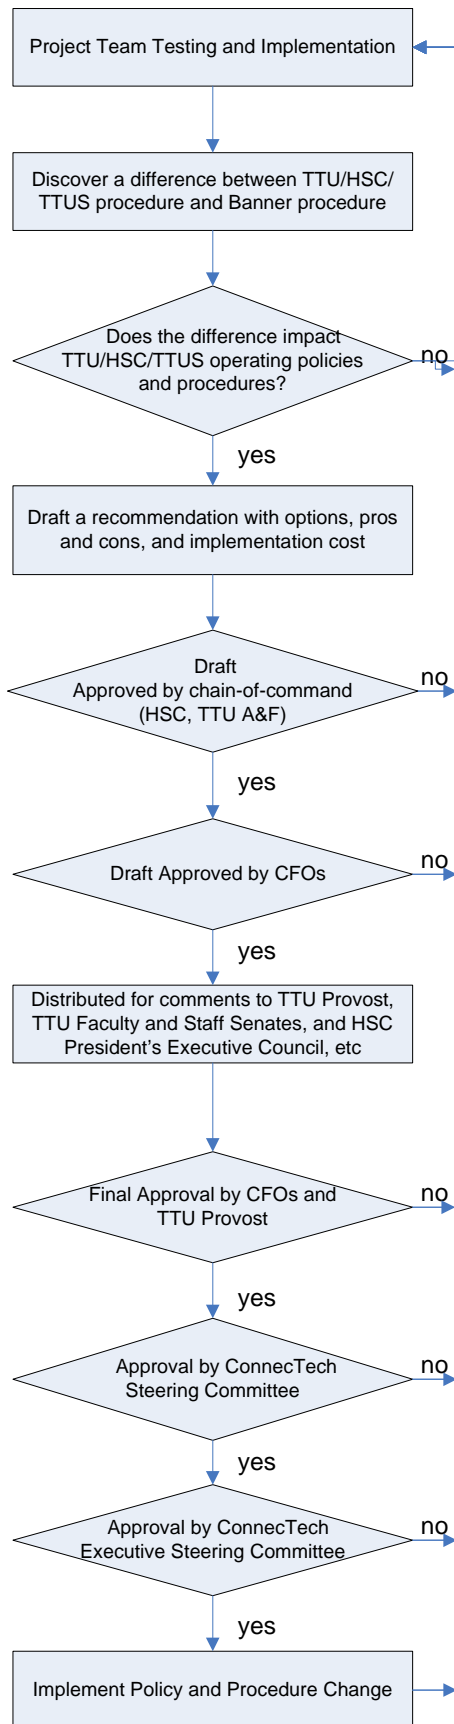 Project Team Testing and Implementation
Discover a difference between TTU/HSC/
TTUS procedure and Banner procedure
Does the difference impact
TTU/HSC/TTUS operating policies
and procedures?
no
yes
Draft a recommendation with options, pros
and cons, and implementation cost
Draft
Approved by chain-of-command
(HSC, TTU A&F)
no
yes
Draft Approved by CFOs
no
yes
Distributed for comments to TTU Provost,
TTU Faculty and Staff Senates, and HSC
President's Executive Council, etc
Final Approval by CFOs and
TTU Provost
no
yes
Approval by ConnecTech
Steering Committee
no
yes
Approval by ConnecTech
Executive Steering Committee
no
yes
Implement Policy and Procedure Change